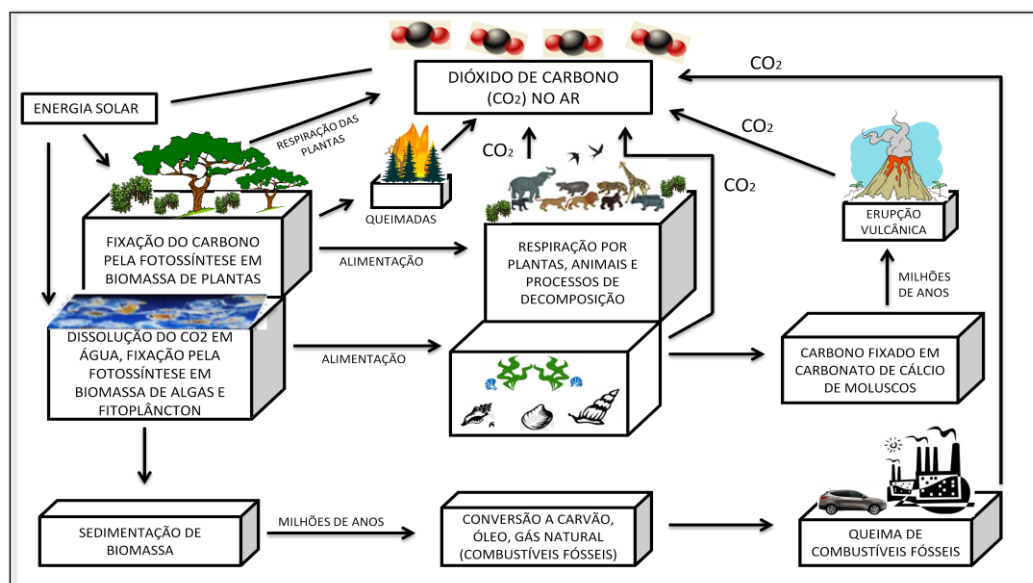 DIÓXIDO DE CARBONO
(CO₂) NO AR
CO₂
ENERGIA SOLAR
RESPIRAÇÃO DAS
PLANTAS
CO₂
CO₂
CO₂
QUEIMADAS
ERUPÇÃO
VULCÂNICA
FIXAÇÃO DO CARBONO
PELA FOTOSSÍNTESE EM
BIOMASSA DE PLANTAS
ALIMENTAÇÃO
RESPIRAÇÃO POR
PLANTAS, ANIMAIS E
PROCESSOS DE
DECOMPOSIÇÃO
MILHÕES
DE ANOS
DISSOLUÇÃO DO CO2 EM
ÁGUA, FIXAÇÃO PELA
FOTOSSÍNTESE EM
BIOMASSA DE ALGAS E
FITOPLÂNCTON
ALIMENTAÇÃO
CARBONO FIXADO EM
CARBONATO DE CÁLCIO
DE MOLUSCOS
SEDIMENTAÇÃO DE
BIOMASSA
MILHÕES DE ANOS
CONVERSÃO A CARVÃO,
ÓLEO, GÁS NATURAL
(COMBUSTÍVEIS FÓSSEIS)
QUEIMA DE
COMBUSTÍVEIS FÓSSEIS